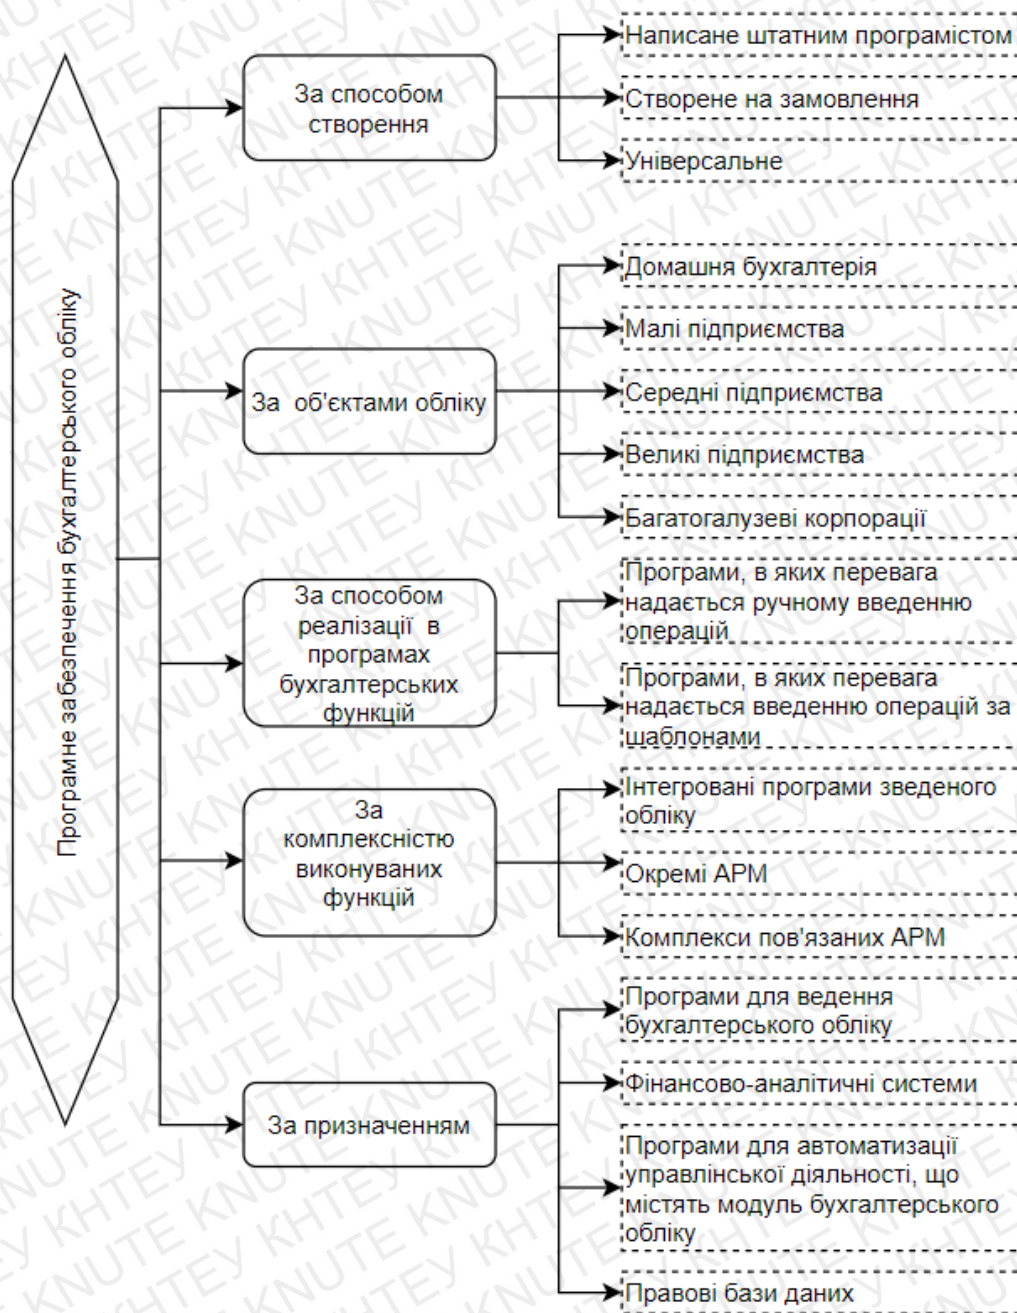 Програмне забезпечення бухгалтерського обліку
За способом
створення
Написане штатним програмістом
Створене на замовлення
Універсальне
За об'єктами обліку
Домашня бухгалтерія
Малі підприємства
Середні підприємства
Великі підприємства
Багатогалузеві корпорації
За способом
реалізації в
програмах
бухгалтерських
функцій
Програми, в яких перевага
надається ручному введенню
операцій
Програми, в яких перевага
надається введенню операцій за
шаблонами
За
комплексністю
виконуваних
функцій
Інтегровані програми зведеного
обліку
Окремі АРМ
Комплекси пов'язаних АРМ
За призначенням
Програми для ведення
бухгалтерського обліку
Фінансово-аналітичні системи
Програми для автоматизації
управлінської діяльності, що
містять модуль бухгалтерського
обліку
Правові бази даних